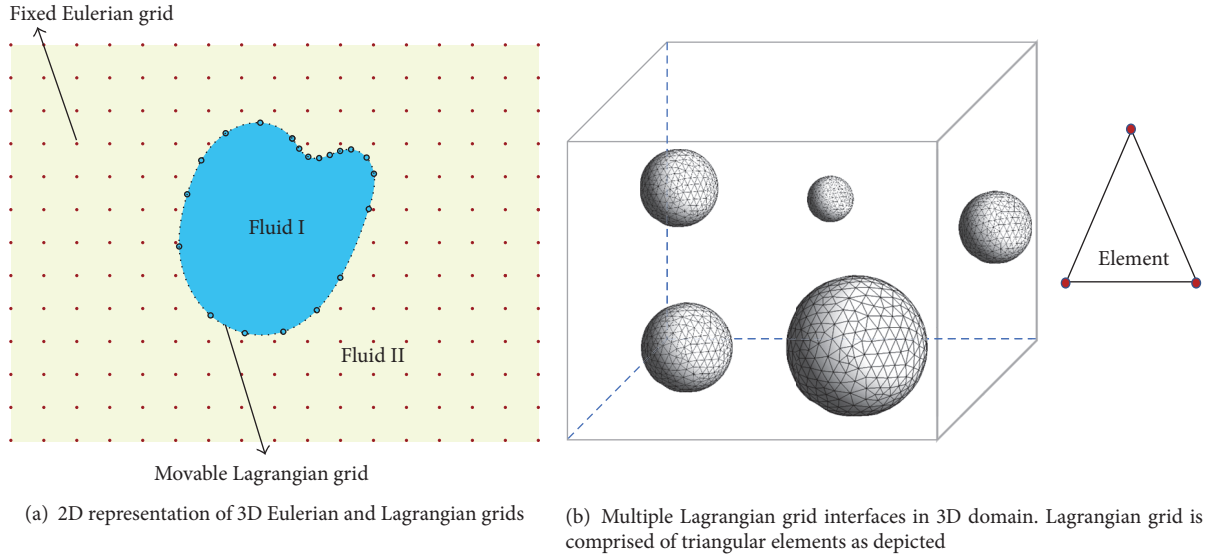 Fixed Eulerian grid
Fluid I
Fluid II
Movable Lagrangian grid
(a) 2D representation of 3D Eulerian and Lagrangian grids
Element
(b) Multiple Lagrangian grid interfaces in 3D domain. Lagrangian grid is
comprised of triangular elements as depicted